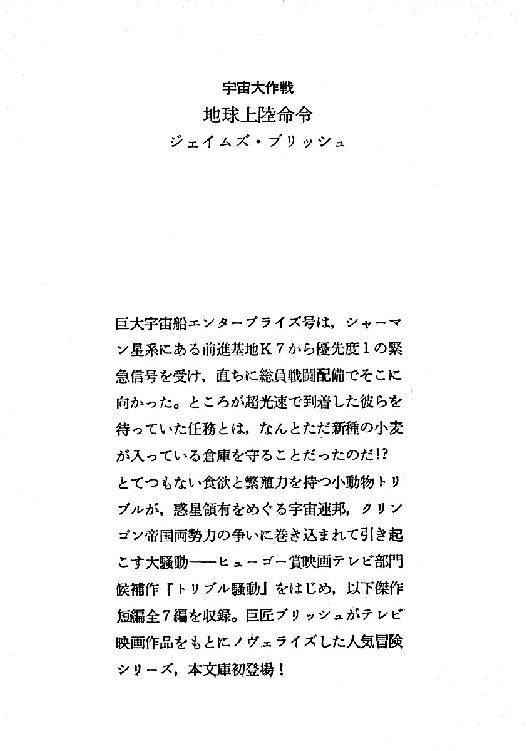 宇宙大作戦
地球上陸命令
ジェイムズ・ブリッシュ
巨大宇宙船エンタープライズ号は，シャーマ
ン星系にある前進基地K7から優先度1の緊
急信号を受け，直ちに総員戦闘配備でそこに
向かった。ところが超光速で到着した彼らを
待っていた任務とは，なんとただ新種の小麦
が入っている倉庫を守ることだったのだ!?
とてつもない食欲と繁殖力を持つ小動物トリ
ブルが，惑星領有をめぐる宇宙連邦，クリン
ゴン帝国両勢力の争いに巻き込まれて引き起
こす大騒動──ヒューゴー賞映画テレビ部門
候補作『トリブル騒動』をはじめ，以下傑作
短編全7編を収録。巨匠ブリッシュがテレビ
映画作品をもとにノヴェライズした人気冒険
シリーズ，本文庫初登場！